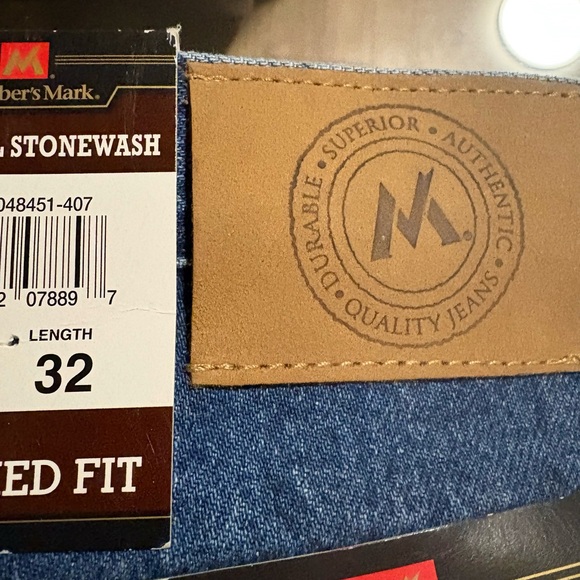 M
ber's Mark®
L STONEWASH
048451-407
2 07889 7
LENGTH
32
ED FIT
• SUPERIOR • AUTHENTIC • QUALITY JEANS • DURABLE
M®